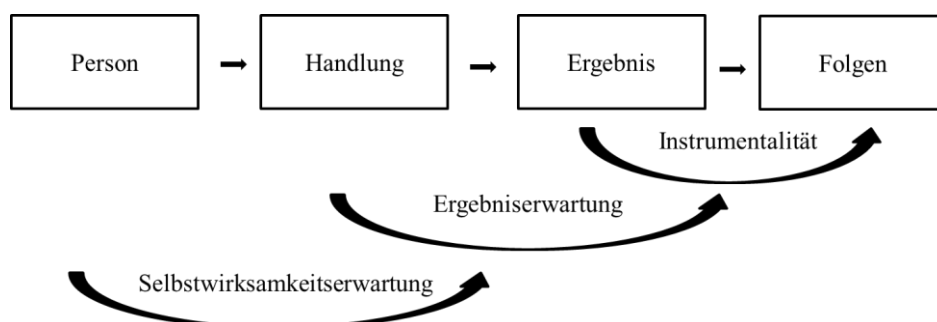 Person
Handlung
Ergebnis
Folgen
Instrumentalität
Ergebniserwartung
Selbstwirksamkeitserwartung